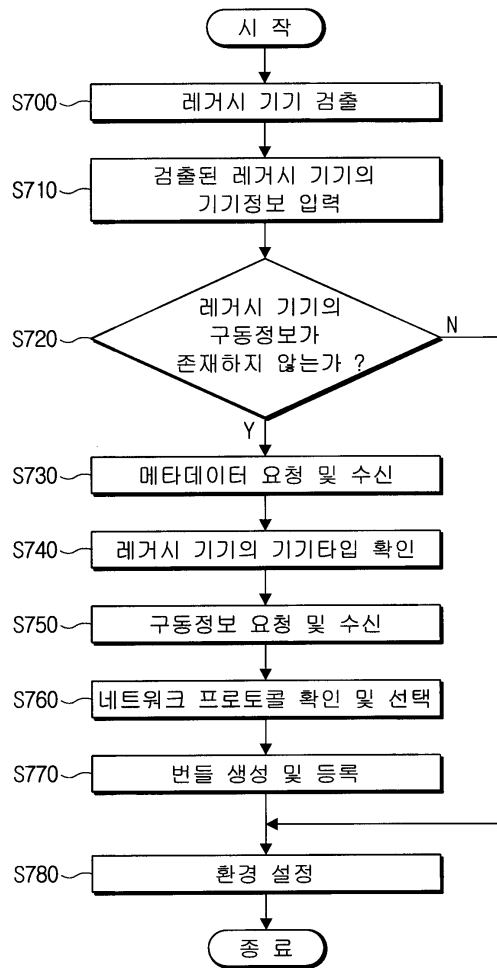 시 작
S700
레거시 기기 검출
S710
검출된 레거시 기기의
기기정보 입력
S720
레거시 기기의
구동정보가
존재하지 않는가 ?
N
Y
S730
메타데이터 요청 및 수신
S740
레거시 기기의 기기타입 확인
S750
구동정보 요청 및 수신
S760
네트워크 프로토콜 확인 및 선택
S770
번들 생성 및 등록
S780
환경 설정
종 료